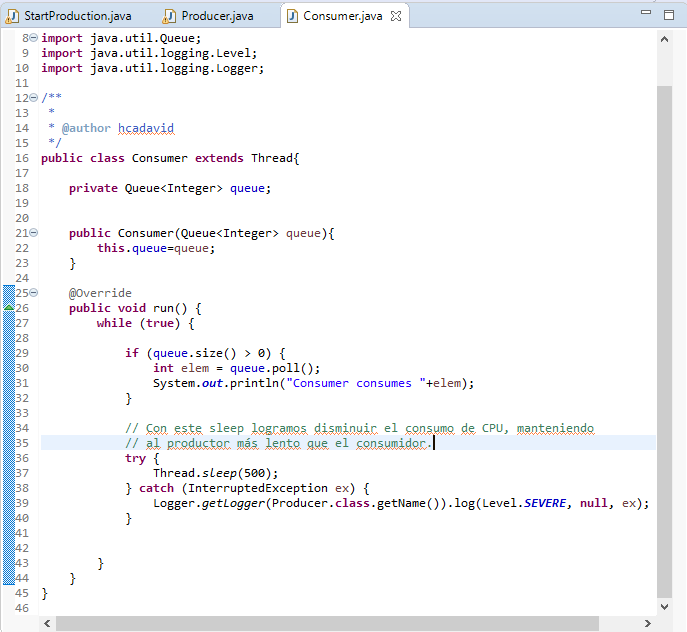 StartProduction.java Producer.java Consumer.java
8 import java.util.Queue;
9 import java.util.logging.Level;
10 import java.util.logging.Logger;
11
12 /**
13  *
14  * @author hcadavid
15  */
16 public class Consumer extends Thread{
17
18     private Queue<Integer> queue;
19
20
21     public Consumer(Queue<Integer> queue){
22         this.queue=queue;
23     }
24
25     @Override
26     public void run() {
27         while (true) {
28
29             if (queue.size() > 0) {
30                 int elem = queue.poll();
31                 System.out.println("Consumer consumes "+elem);
32             }
33
34             // Con este sleep logramos disminuir el consumo de CPU, manteniendo
35             // al productor más lento que el consumidor.
36             try {
37                 Thread.sleep(500);
38             } catch (InterruptedException ex) {
39                 Logger.getLogger(Producer.class.getName()).log(Level.SEVERE, null, ex);
40             }
41
42
43         }
44     }
45 }
46